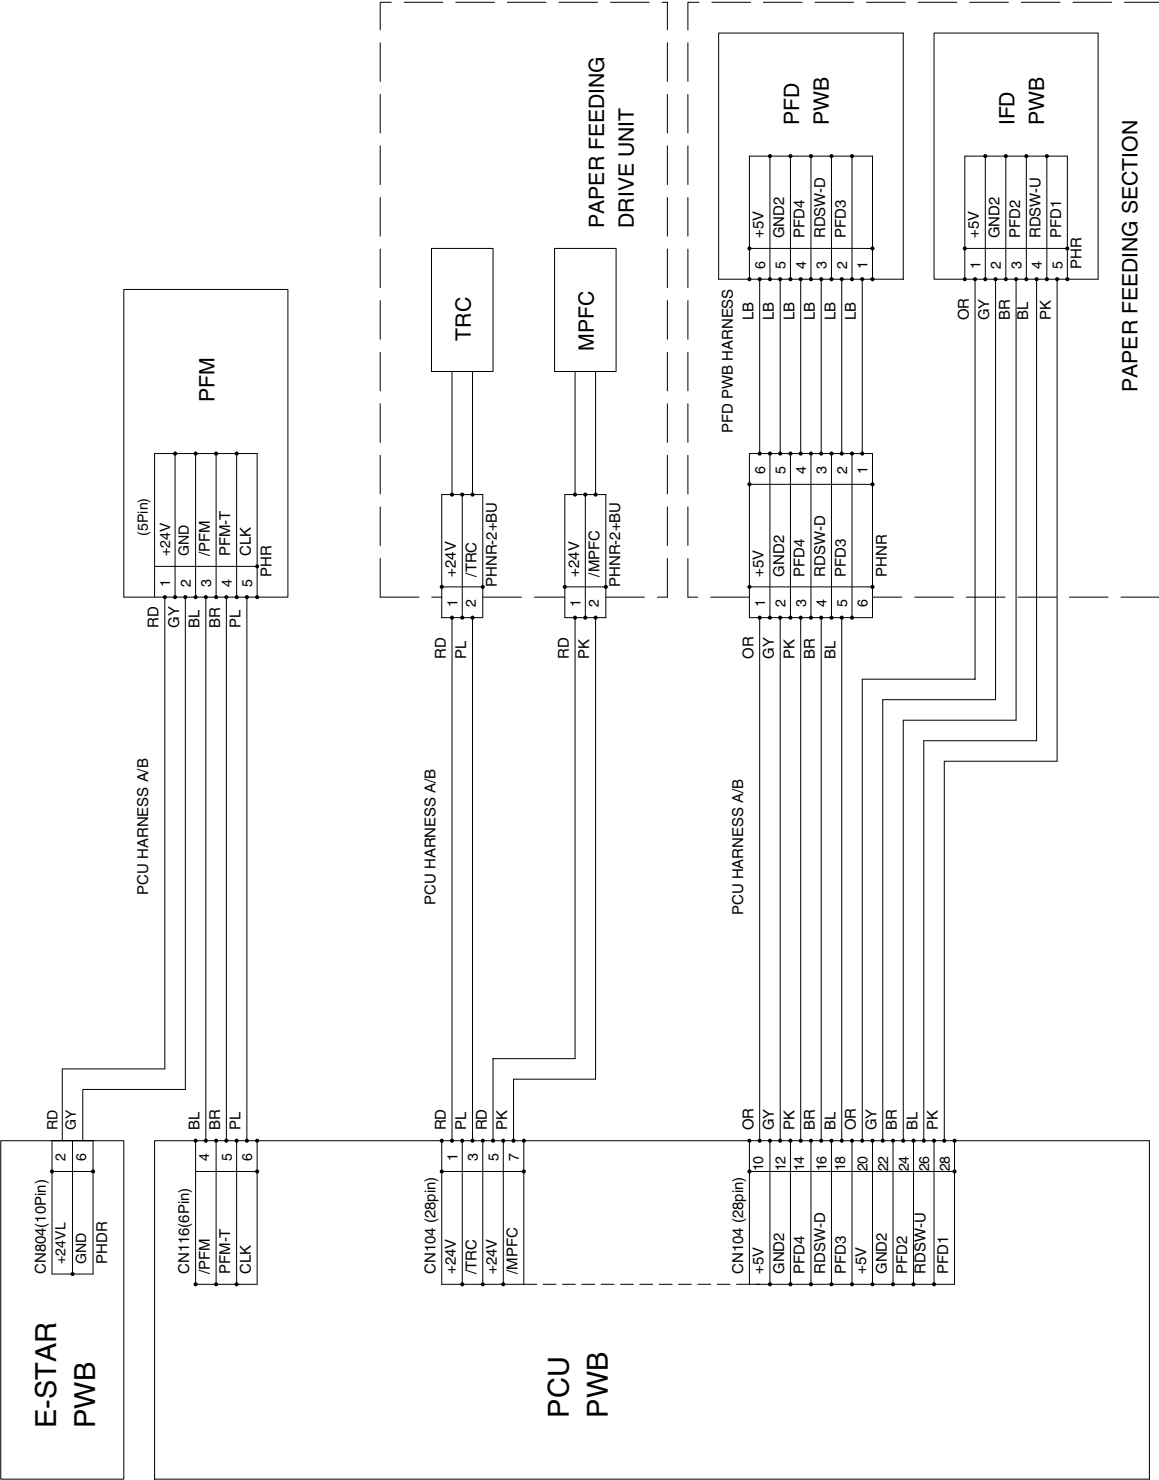 E-STAR
PWB
CN804(10Pin)
+24VL
GND
PHDR
2
6
RD
GY
PCU
PWB
CN116(6Pin)
/PFM
PFM-T
CLK
4
5
6
BL
BR
PL
PCU HARNESS A/B
RD
GY
BL
BR
PL
1
2
3
4
5
(5Pin)
+24V
GND
/PFM
PFM-T
CLK
PHR
PFM
CN104 (28pin)
+24V
/TRC
+24V
/MPFC
1
3
5
7
RD
PL
RD
PK
PCU HARNESS A/B
RD
PL
1
2
+24V
/TRC
PHNR-2+BU
TRC
RD
PK
1
2
+24V
/MPFC
PHNR-2+BU
MPFC
PAPER FEEDING
DRIVE UNIT
CN104 (28pin)
+5V
GND2
PFD4
RDSW-D
PFD3
+5V
GND2
PFD2
RDSW-U
PFD1
10
12
14
16
18
20
22
24
26
28
OR
GY
PK
BR
BL
OR
GY
BR
BL
PK
PCU HARNESS A/B
OR
GY
PK
BR
BL
1
2
3
4
5
6
+5V
GND2
PFD4
RDSW-D
PFD3
PHNR
6
5
4
3
2
1
PFD PWB HARNESS
LB
LB
LB
LB
LB
LB
6
5
4
3
2
1
+5V
GND2
PFD4
RDSW-D
PFD3
PFD
PWB
OR
GY
BR
BL
PK
1
2
3
4
5
+5V
GND2
PFD2
RDSW-U
PFD1
PHR
IFD
PWB
PAPER FEEDING SECTION